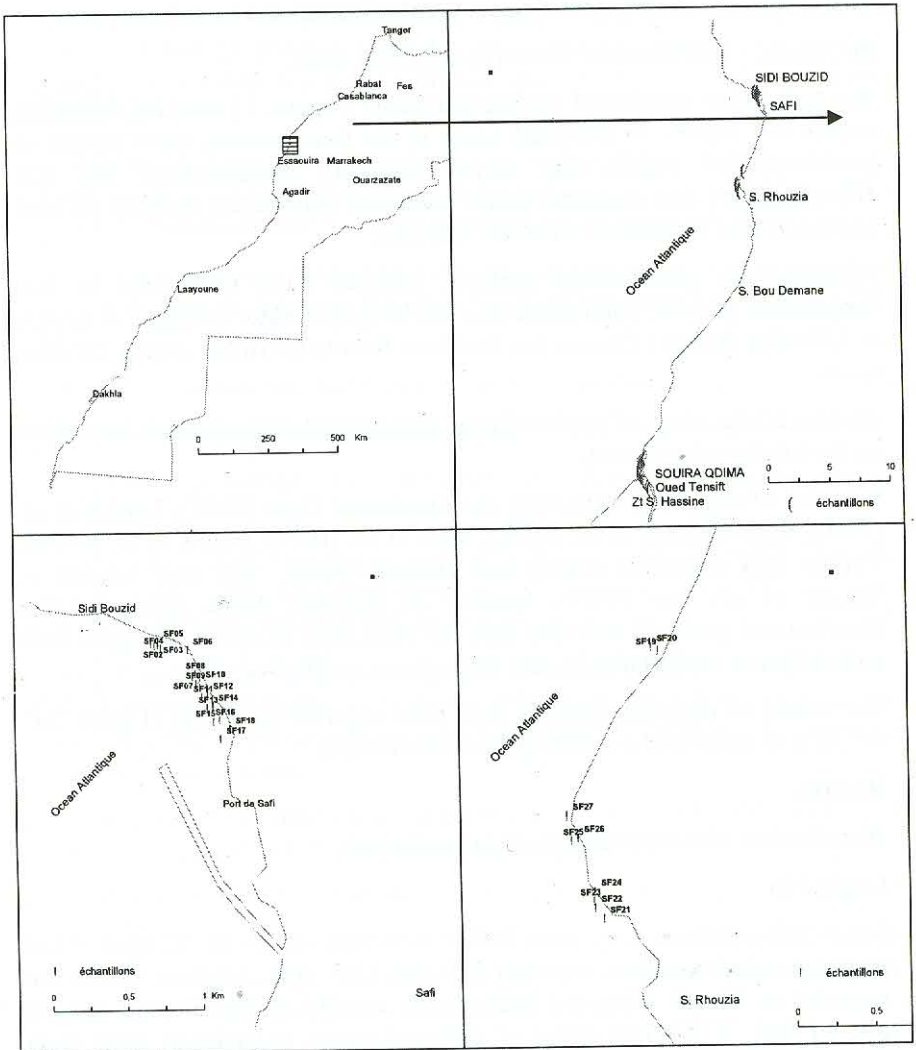 Tanger
Rabat Fes
Casablanca
Essaouira Marrakech
Ouarzazate
Agadir
Laayoune
Dakhla
0 250 500 Km
SIDI BOUZID
SAFI
S. Rhouzia
Ocean Atlantique
S. Bou Demane
SOUIRA QDIMA
Oued Tensift
Zt S. Hassine
0 5 10
échantillons
Sidi Bouzid
SF05
SF04 SF06
SF02 SF03
SF08
SF09 SF10
SF07 SF11 SF12
SF13 SF14
SF15 SF16
SF18
SF17
Ocean Atlantique
Port de Safi
échantillons
0 0,5 1 Km
Safi
SF19 SF20
Ocean Atlantique
SF27
SF25 SF26
SF24
SF23
SF22
SF21
échantillons
S. Rhouzia
0 0.5